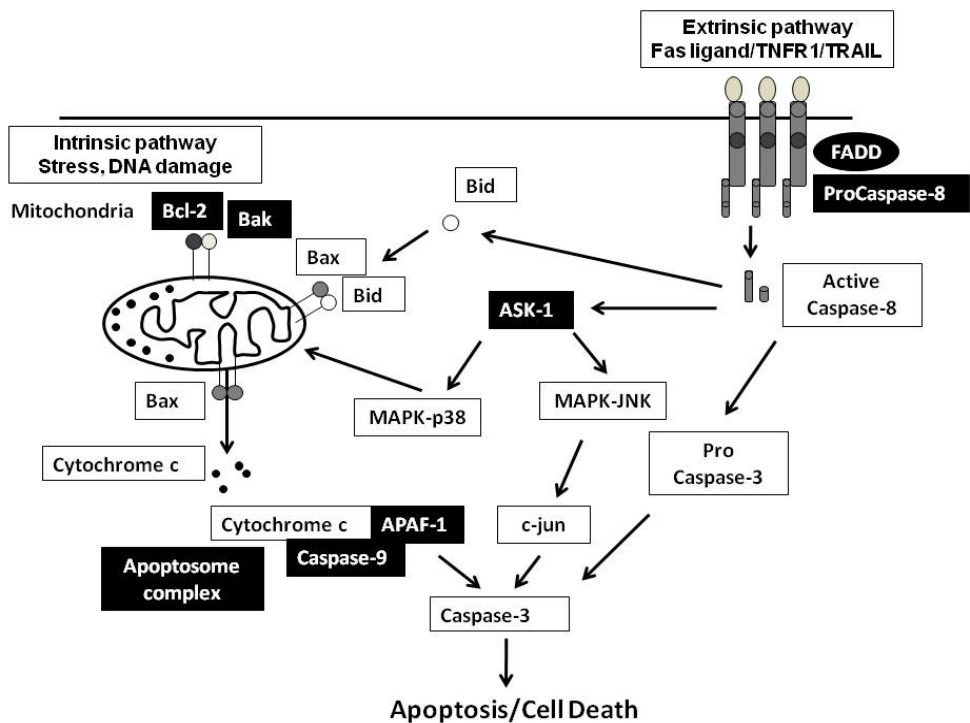 Extrinsic pathway
Fas ligand/TNFR1/TRAIL
Intrinsic pathway
Stress, DNA damage
FADD
ProCaspase-8
Mitochondria
Bcl-2
Bak
Bid
Bax
Bid
Active
Caspase-8
ASK-1
Bax
MAPK-p38
MAPK-JNK
Pro
Caspase-3
Cytochrome c
Cytochrome c
APAF-1
c-jun
Caspase-9
Apoptosome
complex
Caspase-3
Apoptosis/Cell Death